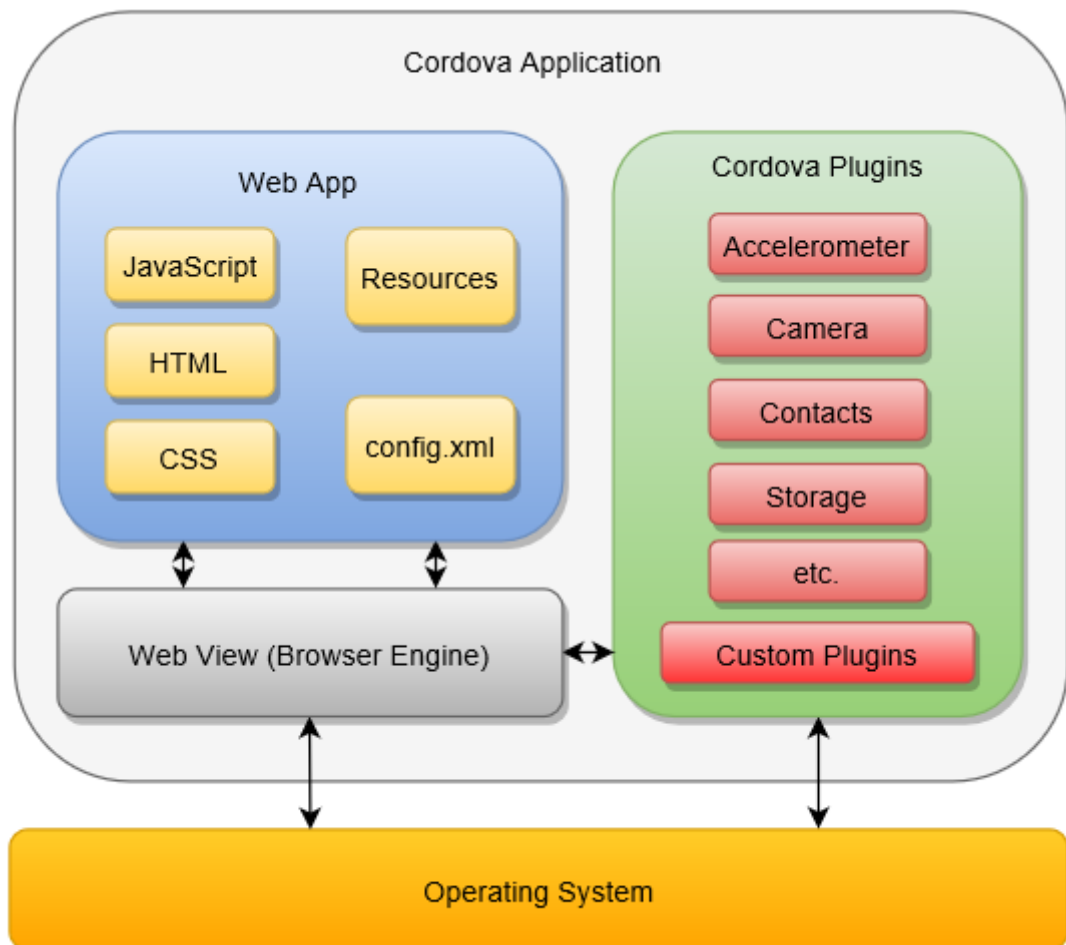 Cordova Application
Web App
JavaScript
HTML
CSS
Resources
config.xml
Web View (Browser Engine)
Cordova Plugins
Accelerometer
Camera
Contacts
Storage
etc.
Custom Plugins
Operating System